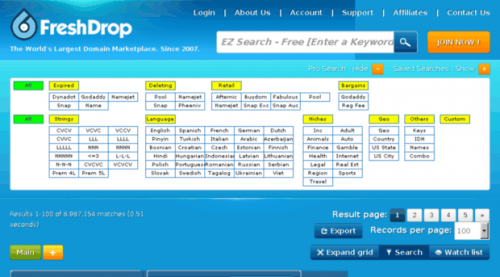 Login | About Us | Account | Support | Affiliates | Contact Us
FreshDrop
The World's Largest Domain Marketplace. Since 2007.
EZ Search - Free [Enter a Keyword
JOIN NOW!
Pro Search - Hide Saved Searches - Show
All Expired Deleting Retail Bargains
Dynadot Godaddy Namejet Pool Namejet Afternic Buydom Fabulous Pool Godaddy
Snap Name Snap Pheenix Namejet Snap Exc Snap Auc Reg Fee
All Strings Language Niches Geo Others Custom
CVCV VCVC VCCV English Spanish French German Dutch Inc Adult Geo Keys
CVVC LLL LLLL Pinyin Turkish Italian Arabic Azerbaijan Animals Auto Country IDN
LLLLL NNN NNNN Bosnian Croatian Czech Estonian Finnish Finance Gamble US State Names
NNNNN <=3 L-L-L Hindi Hungarian Indonesian Latvian Lithuanian Health Internet US City Combo
N-N-N CVCVC VCVCV Polish Portuguese Romanian Russian Serbian Legal Real Est
Prem 4L Prem 5L Slovak Swedish Tagalog Ukrainian Viet Region Sports
Travel
Results 1-100 of 6,967,154 matches (0.51
seconds)
Result page: 1 2 3 4 5 »
Export Records per page: 100
Main + Expand grid Search Watch list